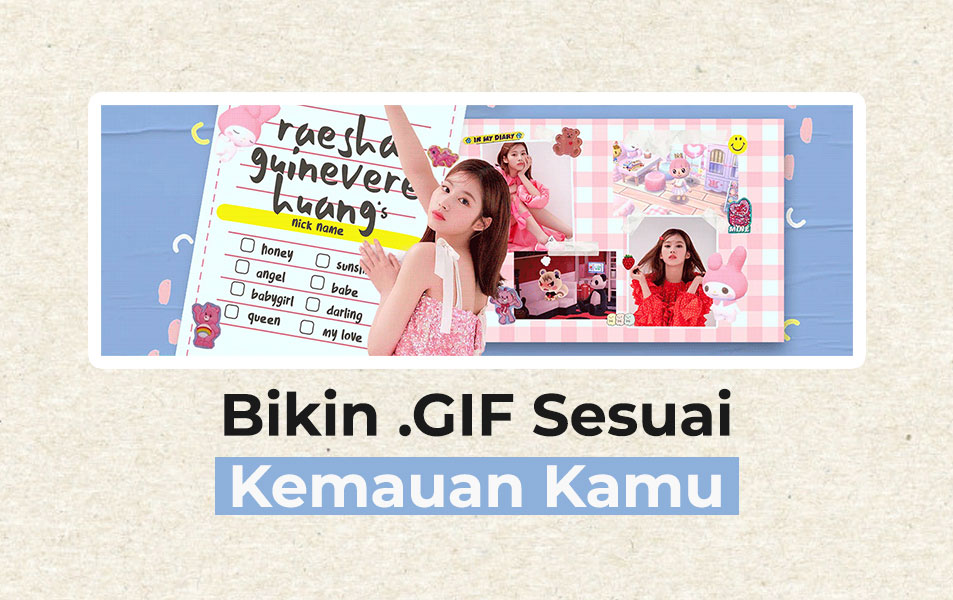 raesha
guinevere
huang's
nick name
honey
angel
babygirl
queen
babe
darling
my love
IN MY DIARY
MINE
Bikin .GIF Sesuai
Kemauan Kamu